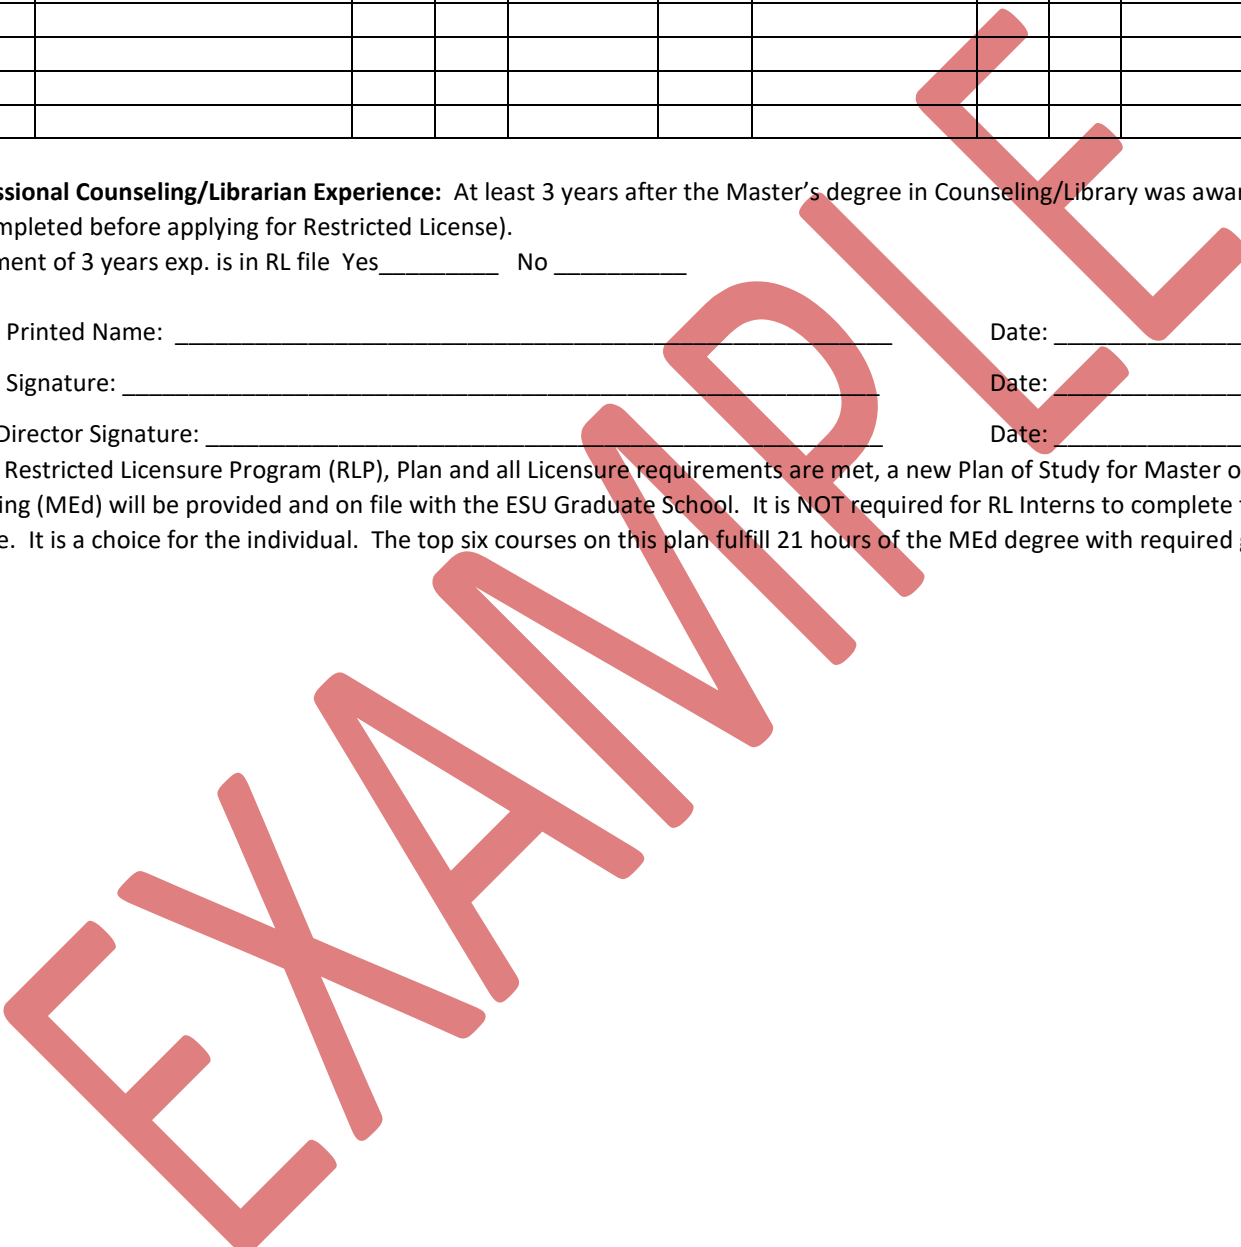 ssional Counseling/Librarian Experience: At least 3 years after the Master's degree in Counseling/Library was awar
mpleted before applying for Restricted License).
ment of 3 years exp. is in RL file Yes_________ No __________
Printed Name: ______________________________________________________ Date: ______________
Signature: _________________________________________________________ Date: ______________
Director Signature: ___________________________________________________ Date: ______________
Restricted Licensure Program (RLP), Plan and all Licensure requirements are met, a new Plan of Study for Master o
ing (MEd) will be provided and on file with the ESU Graduate School. It is NOT required for RL Interns to complete t
e. It is a choice for the individual. The top six courses on this plan fulfill 21 hours of the MEd degree with required g
EXAMPLE